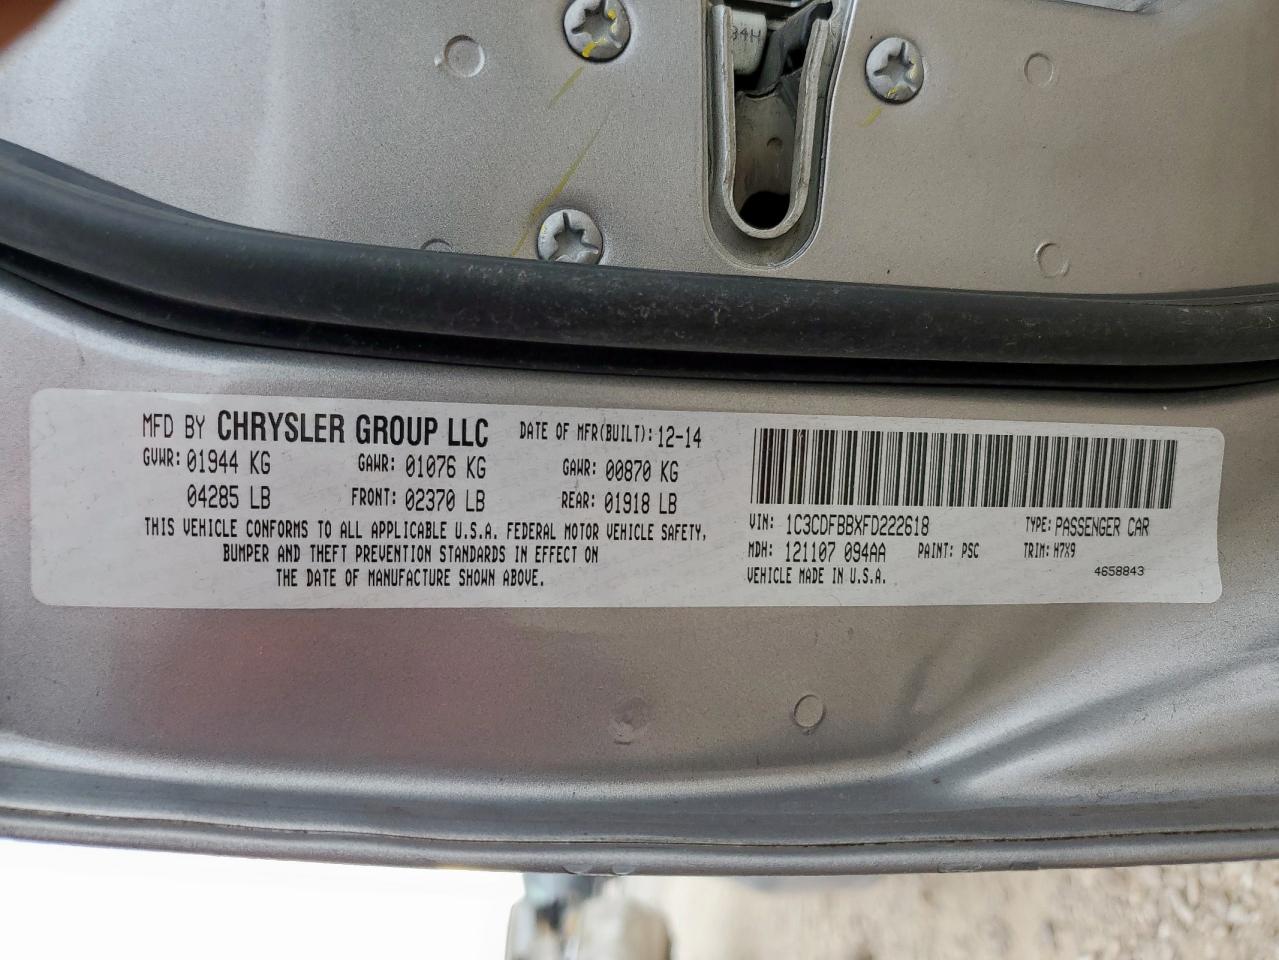 34H
MFD BY CHRYSLER GROUP LLC DATE OF MFR(BUILT): 12-14
GVWR: 01944 KG GAWR: 01076 KG GAWR: 00870 KG
04285 LB FRONT: 02370 LB REAR: 01918 LB
THIS VEHICLE CONFORMS TO ALL APPLICABLE U.S.A. FEDERAL MOTOR VEHICLE SAFETY,
BUMPER AND THEFT PREVENTION STANDARDS IN EFFECT ON
THE DATE OF MANUFACTURE SHOWN ABOVE.
VIN: 1C3CDFBBXFD222618 TYPE: PASSENGER CAR
MDH: 121107 094AA PAINT: PSC TRIM: H7X9
VEHICLE MADE IN U.S.A. 4658843